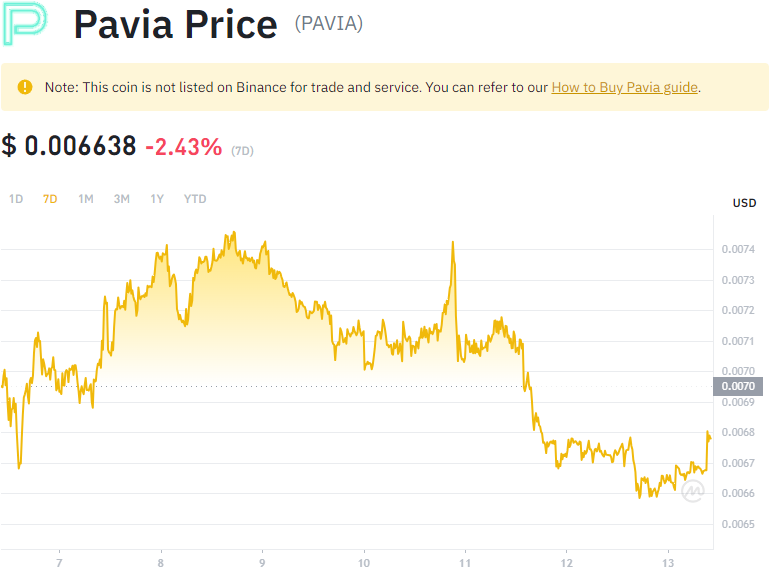 Pavia Price (PAVIA)
Note: This coin is not listed on Binance for trade and service. You can refer to our How to Buy Pavia guide.
$ 0.006638 -2.43% (7D)
1D 7D 1M 3M 1Y YTD
USD
0.0074
0.0073
0.0072
0.0071
0.0070
0.0070
0.0069
0.0068
0.0067
0.0066
0.0065
7 8 9 10 11 12 13